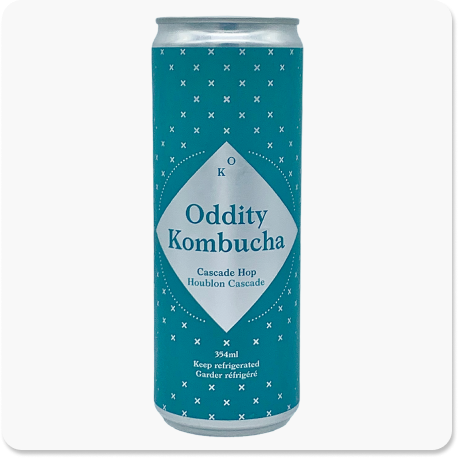 O
K
Oddity
Kombucha
Cascade Hop
Houblon Cascade
354ml
Keep refrigerated
Garder réfrigéré